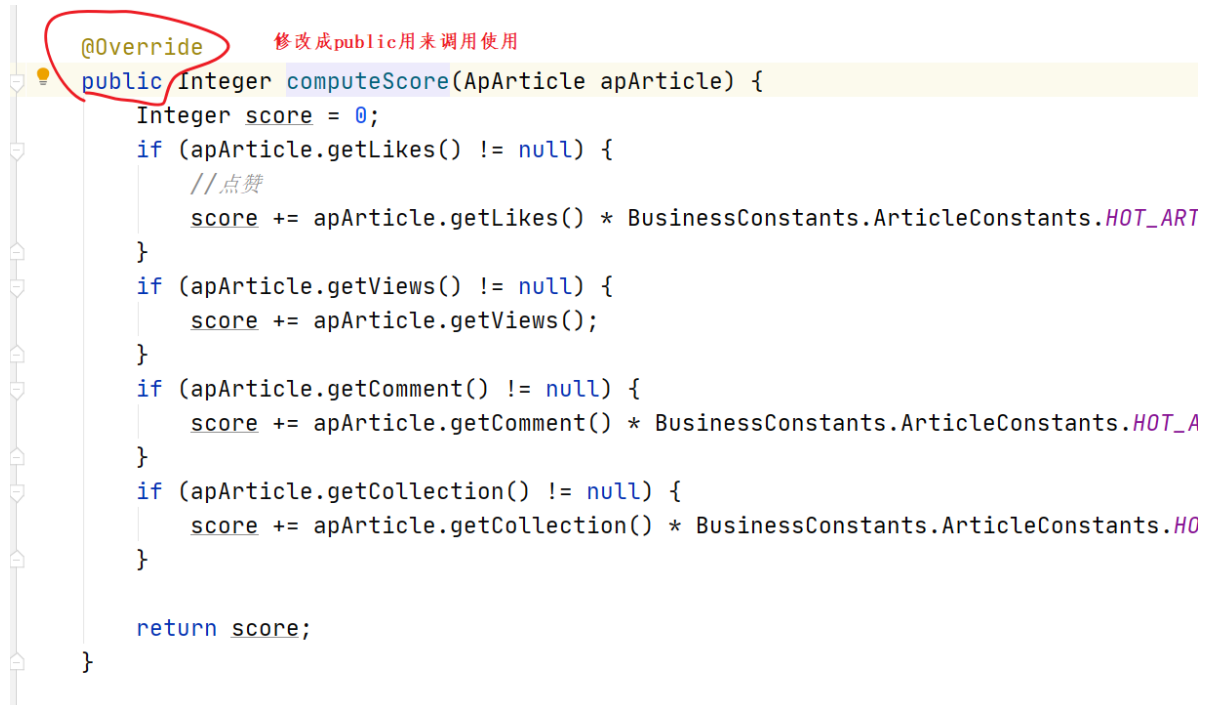 @Override 修改成public用来调用使用
public Integer computeScore(ApArticle apArticle) {
Integer score = 0;
if (apArticle.getLikes() != null) {
//点赞
score += apArticle.getLikes() * BusinessConstants.ArticleConstants.HOT_ART
}
if (apArticle.getViews() != null) {
score += apArticle.getViews();
}
if (apArticle.getComment() != null) {
score += apArticle.getComment() * BusinessConstants.ArticleConstants.HOT_A
}
if (apArticle.getCollection() != null) {
score += apArticle.getCollection() * BusinessConstants.ArticleConstants.HO
}
return score;
}